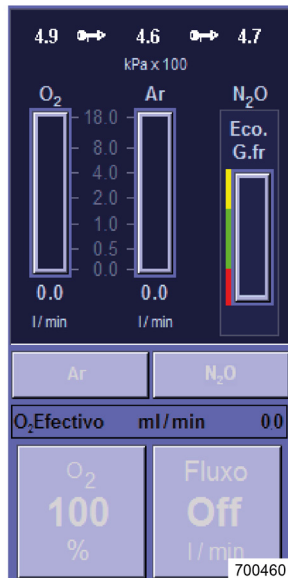 4.9 4.6 4.7
kPa x 100
O₂ Ar N₂O
18.0
8.0
4.0
2.0
1.0
0.5
0.0
Eco.
G.fr
0.0 0.0
l / min l / min
Ar N₂O
O₂Efectivo ml/min 00
O₂ Fluxo
100 Off
% l / min
700460